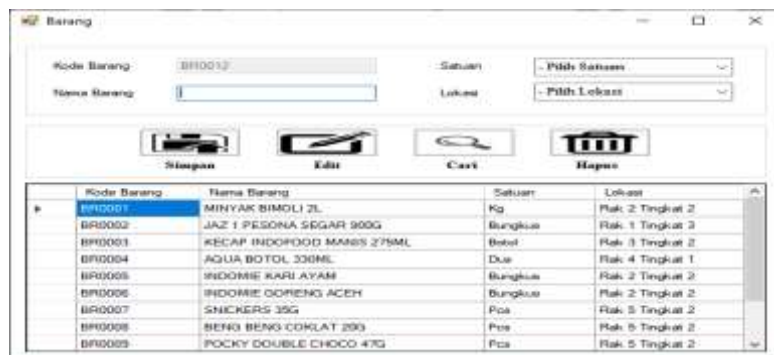 Barang
Kode Barang BR0012 Satuan - Pilih Satuan
Nama Barang Lokasi - Pilih Lokasi
Simpan Edit Cari Hapus
Kode Barang Nama Barang Satuan Lokasi
BR0001 MINYAK BIMOLI 2L Kg Rak 2 Tingkat 2
BR0002 JAZ 1 PESONA SEGAR 900G Bungkus Rak 1 Tingkat 3
BR0003 KECAP INDOFOOD MANIS 275ML Botol Rak 3 Tingkat 2
BR0004 AQUA BOTOL 330ML Dus Rak 4 Tingkat 1
BR0005 INDOMIE KARI AYAM Bungkus Rak 2 Tingkat 2
BR0006 INDOMIE GORENG ACEH Bungkus Rak 2 Tingkat 2
BR0007 SNICKERS 35G Pcs Rak 5 Tingkat 2
BR0008 BENG BENG COKLAT 20G Pcs Rak 5 Tingkat 2
BR0009 POCKY DOUBLE CHOCO 47G Pcs Rak 5 Tingkat 2